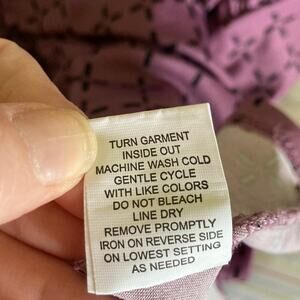 TURN GARMENT
INSIDE OUT
MACHINE WASH COLD
GENTLE CYCLE
WITH LIKE COLORS
DO NOT BLEACH
LINE DRY
REMOVE PROMPTLY
IRON ON REVERSE SIDE
ON LOWEST SETTING
AS NEEDED